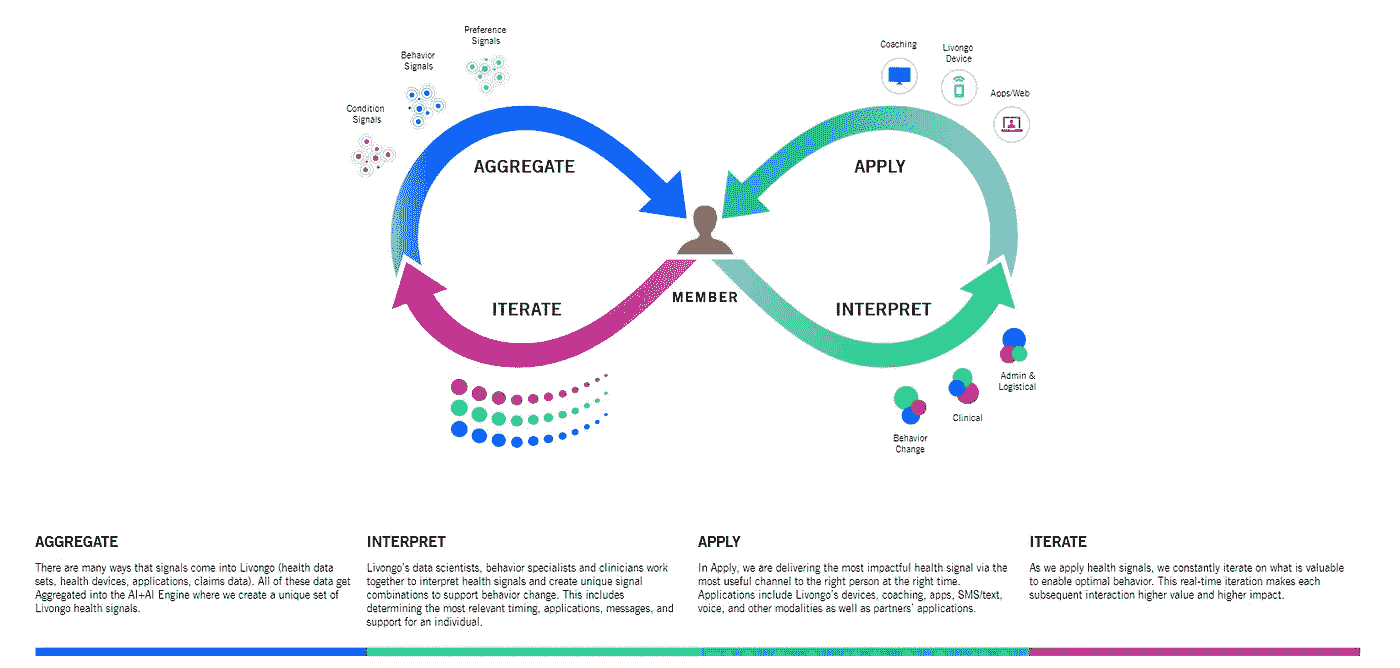 Preference
Signals
Behavior
Signals
Condition
Signals
Coaching
Livongo
Device
Apps/Web
AGGREGATE
APPLY
ITERATE
MEMBER
INTERPRET
Admin &
Logistical
Clinical
Behavior
Change
AGGREGATE
There are many ways that signals come into Livongo (health data
sets, health devices, applications, claims data). All of these data get
Aggregated into the AI+AI Engine where we create a unique set of
Livongo health signals.
INTERPRET
Livongo's data scientists, behavior specialists and clinicians work
together to interpret health signals and create unique signal
combinations to support behavior change. This includes
determining the most relevant timing, applications, messages, and
support for an individual.
APPLY
In Apply, we are delivering the most impactful health signal via the
most useful channel to the right person at the right time.
Applications include Livongo's devices, coaching, apps, SMS/text,
voice, and other modalities as well as partners' applications.
ITERATE
As we apply health signals, we constantly iterate on what is valuable
to enable optimal behavior. This real-time iteration makes each
subsequent interaction higher value and higher impact.